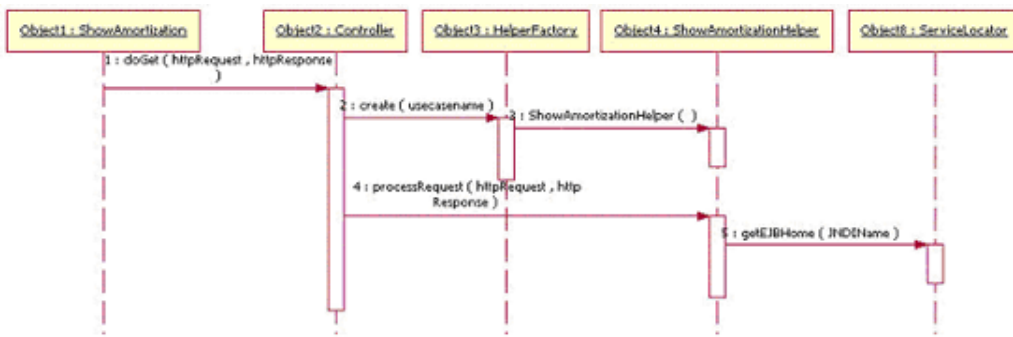 Object1 : ShowAmortization
Object2 : Controller
Object3 : HelperFactory
Object4 : ShowAmortizationHelper
Object8 : ServiceLocator
1 : doGet ( httpRequest , httpResponse
)
2 : create ( usecasename )
3 : ShowAmortizationHelper ( )
4 : processRequest ( httpRequest , http
Response )
5 : getEJBHome ( JNDIName )